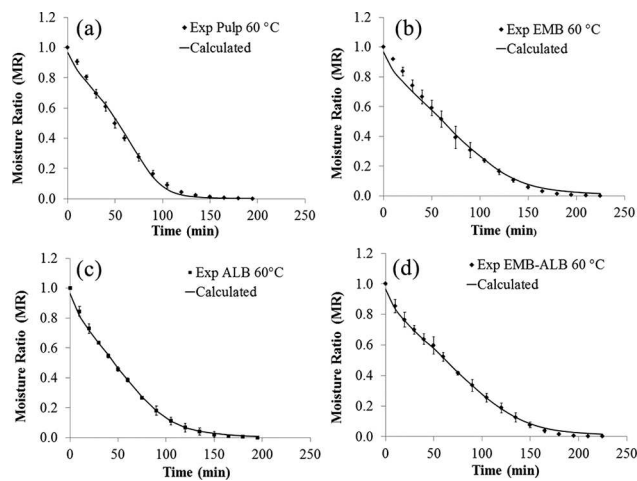 (a)
Exp Pulp 60 °C
Calculated
Moisture Ratio (MR)
1.2
1.0
0.8
0.6
0.4
0.2
0.0
0 50 100 150 200 250
Time (min)
(b)
Exp EMB 60 °C
Calculated
Moisture Ratio (MR)
1.2
1.0
0.8
0.6
0.4
0.2
0.0
0 50 100 150 200 250
Time (min)
(c)
Exp ALB 60°C
Calculated
Moisture Ratio (MR)
1.2
1.0
0.8
0.6
0.4
0.2
0.0
0 50 100 150 200 250
Time (min)
(d)
Exp EMB-ALB 60 °C
Calculated
Moisture Ratio (MR)
1.2
1.0
0.8
0.6
0.4
0.2
0.0
0 50 100 150 200 250
Time (min)